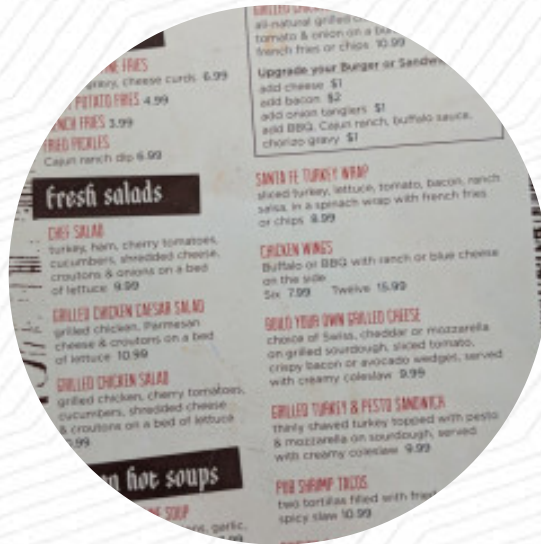 NE FRIES
cheese curds 6.99
POTATO FRIES 4.99
FRIES 3.99
FRIED PICKLES
Cajun ranch dip 6.99
fresh salads
CHEF SALAD
turkey, ham, cherry tomatoes,
cucumbers, shredded cheese,
croutons & onions on a bed
of lettuce 9.99
GRILLED CHICKEN CAESAR SALAD
grilled chicken, Parmesan
cheese & croutons on a bed
of lettuce 10.99
GRILLED CHICKEN SALAD
grilled chicken, cherry tomatoes,
cucumbers, shredded cheese
& croutons on a bed of lettuce
.99
hot soups
SOUP
garlic,
all-natural grilled
tomato & onion on a
french fries or chips 10.99
Upgrade your Burger or
add cheese $1
add bacon $2
add onion tanglers $1
add BBQ, Cajun ranch, buffalo sauce,
chorizo gravy $1
SANTA FE TURKEY WRAP
sliced turkey, lettuce, tomato, bacon, ranch
salsa, in a spinach wrap with french fries
or chips 8.99
CHICKEN WINGS
Buffalo or BBQ with ranch or blue cheese
on the side
Six 7.99 Twelve 15.99
BUILD YOUR OWN GRILLED CHEESE
choice of Swiss, cheddar or mozzarella
on grilled sourdough, sliced tomato,
crispy bacon or avocado wedges, served
with creamy coleslaw 9.99
GRILLED TURKEY & PESTO SANDWICH
thinly shaved turkey topped with pesto
& mozzarella on sourdough, served
with creamy coleslaw 9.99
PUB SHRIMP TACOS
two tortillas filled with fried
spicy slaw 10.99